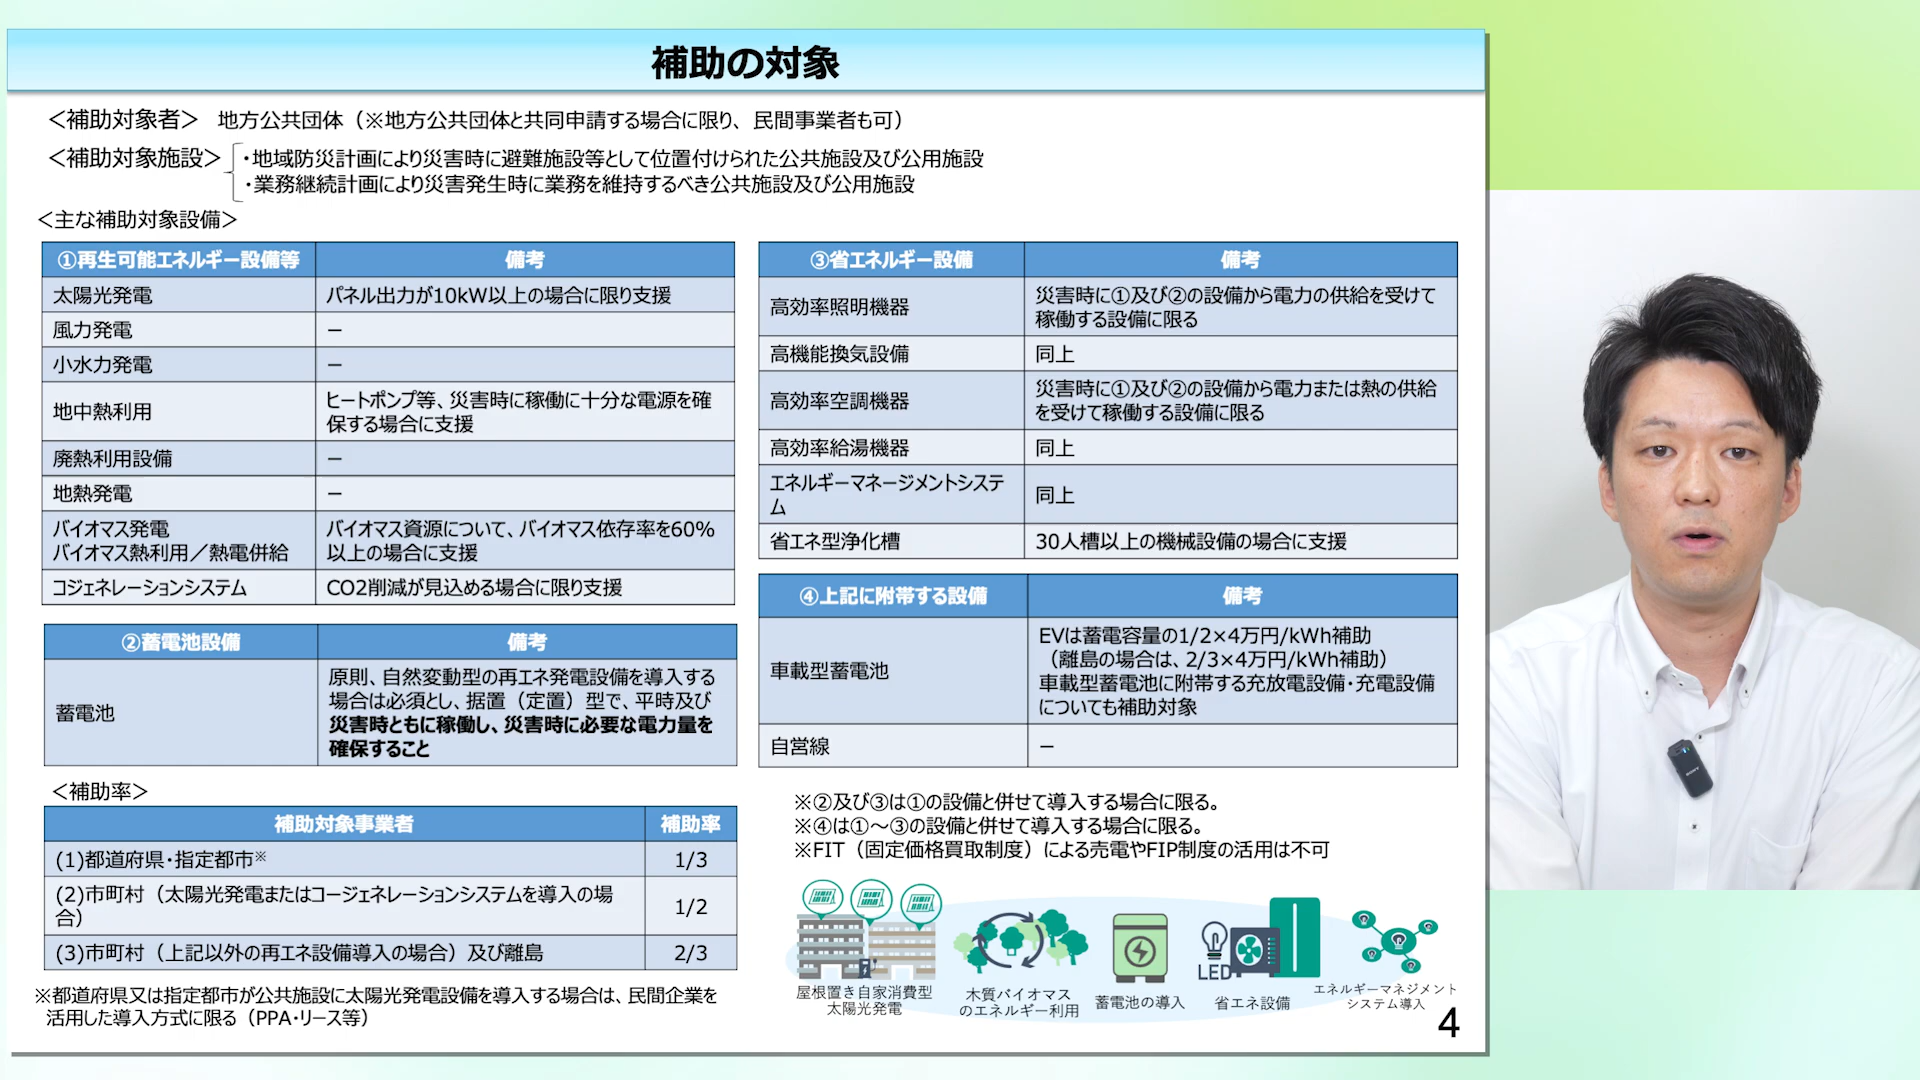 補助の対象
＜補助対象者＞ 地方公共団体（※地方公共団体と共同申請する場合に限り、民間事業者も可）
＜補助対象施設＞
・地域防災計画により災害時に避難施設等として位置付けられた公共施設及び公用施設
・業務継続計画により災害発生時に業務を維持するべき公共施設及び公用施設
＜主な補助対象設備＞
①再生可能エネルギー設備等 備考
太陽光発電 パネル出力が10kW以上の場合に限り支援
風力発電 －
小水力発電 －
地中熱利用 ヒートポンプ等、災害時に稼働に十分な電源を確
保する場合に支援
廃熱利用設備 －
地熱発電 －
バイオマス発電
バイオマス熱利用／熱電併給
バイオマス資源について、バイオマス依存率を60%
以上の場合に支援
コジェネレーションシステム CO2削減が見込める場合に限り支援
②蓄電池設備 備考
蓄電池
原則、自然変動型の再エネ発電設備を導入する
場合は必須とし、据置（定置）型で、平時及び
災害時ともに稼働し、災害時に必要な電力量を
確保すること
＜補助率＞
補助対象事業者 補助率
(1)都道府県・指定都市※ 1/3
(2)市町村（太陽光発電またはコージェネレーションシステムを導入の場
合） 1/2
(3)市町村（上記以外の再エネ設備導入の場合）及び離島 2/3
※都道府県又は指定都市が公共施設に太陽光発電設備を導入する場合は、民間企業を
活用した導入方式に限る（PPA・リース等）
③省エネルギー設備 備考
高効率照明機器
災害時に①及び②の設備から電力の供給を受けて
稼働する設備に限る
高機能換気設備 同上
高効率空調機器
災害時に①及び②の設備から電力または熱の供給
を受けて稼働する設備に限る
高効率給湯機器 同上
エネルギーマネージメントシステ
ム 同上
省エネ型浄化槽 30人槽以上の機械設備の場合に支援
④上記に附帯する設備 備考
車載型蓄電池
EVは蓄電容量の1/2×4万円/kWh補助
（離島の場合は、2/3×4万円/kWh補助）
車載型蓄電池に附帯する充放電設備・充電設備
についても補助対象
自営線 －
※②及び③は①の設備と併せて導入する場合に限る。
※④は①～③の設備と併せて導入する場合に限る。
※FIT（固定価格買取制度）による売電やFIP制度の活用は不可
LED
屋根置き自家消費型
太陽光発電
木質バイオマス
のエネルギー利用
蓄電池の導入
省エネ設備
エネルギーマネジメント
システム導入
4
SONY